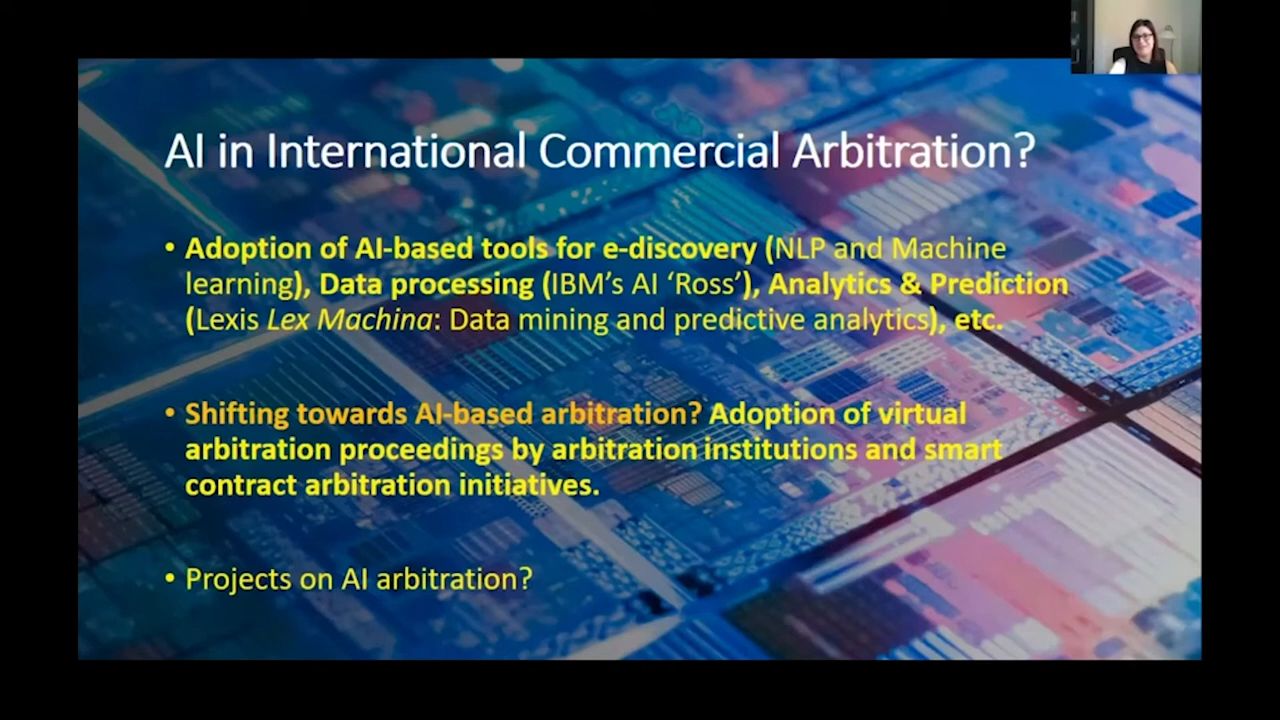 AI in International Commercial Arbitration?
• Adoption of AI-based tools for e-discovery (NLP and Machine
learning), Data processing (IBM's AI ‘Ross’), Analytics & Prediction
(Lexis Lex Machina: Data mining and predictive analytics), etc.
• Shifting towards AI-based arbitration? Adoption of virtual
arbitration proceedings by arbitration institutions and smart
contract arbitration initiatives.
• Projects on AI arbitration?